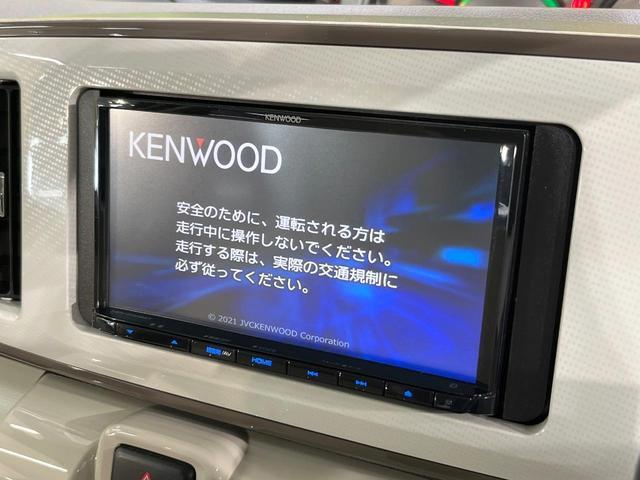 KENWOOD
KENWOOD
安全のために、運転される方は
走行中に操作しないでください。
走行する際は、実際の交通規制に
必ず従ってください。
© 2021 JVCKENWOOD Corporation
HOME